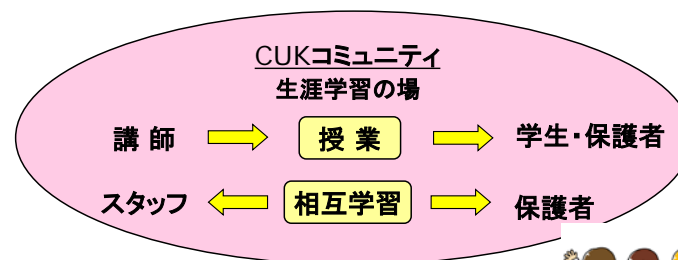 CUKコミュニティ
生涯学習の場
講 師 授 業 学生・保護者
スタッフ 相互学習 保護者